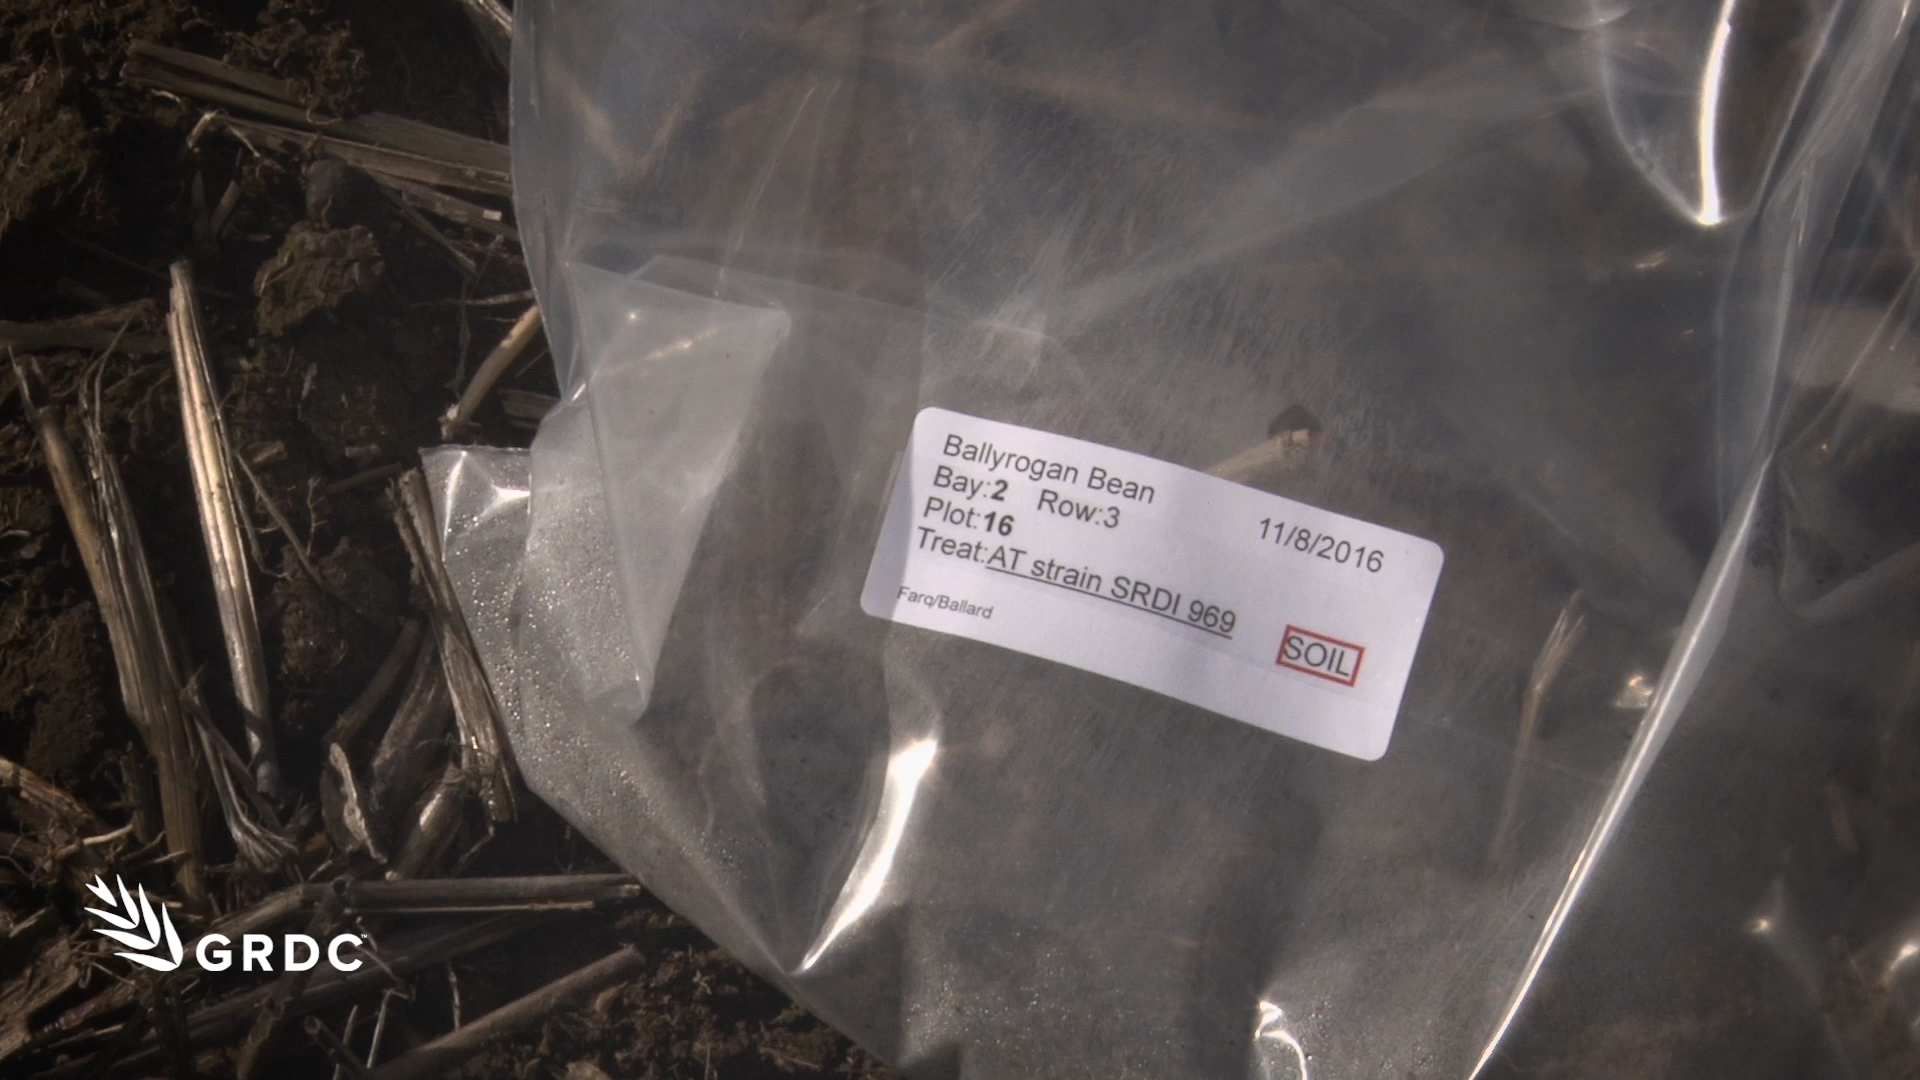 Ballyrogan Bean
Bay:2 Row:3
11/8/2016
Plot:16
Treat:AT strain SRDI 969
Farq/Ballard
SOIL
GRDC™